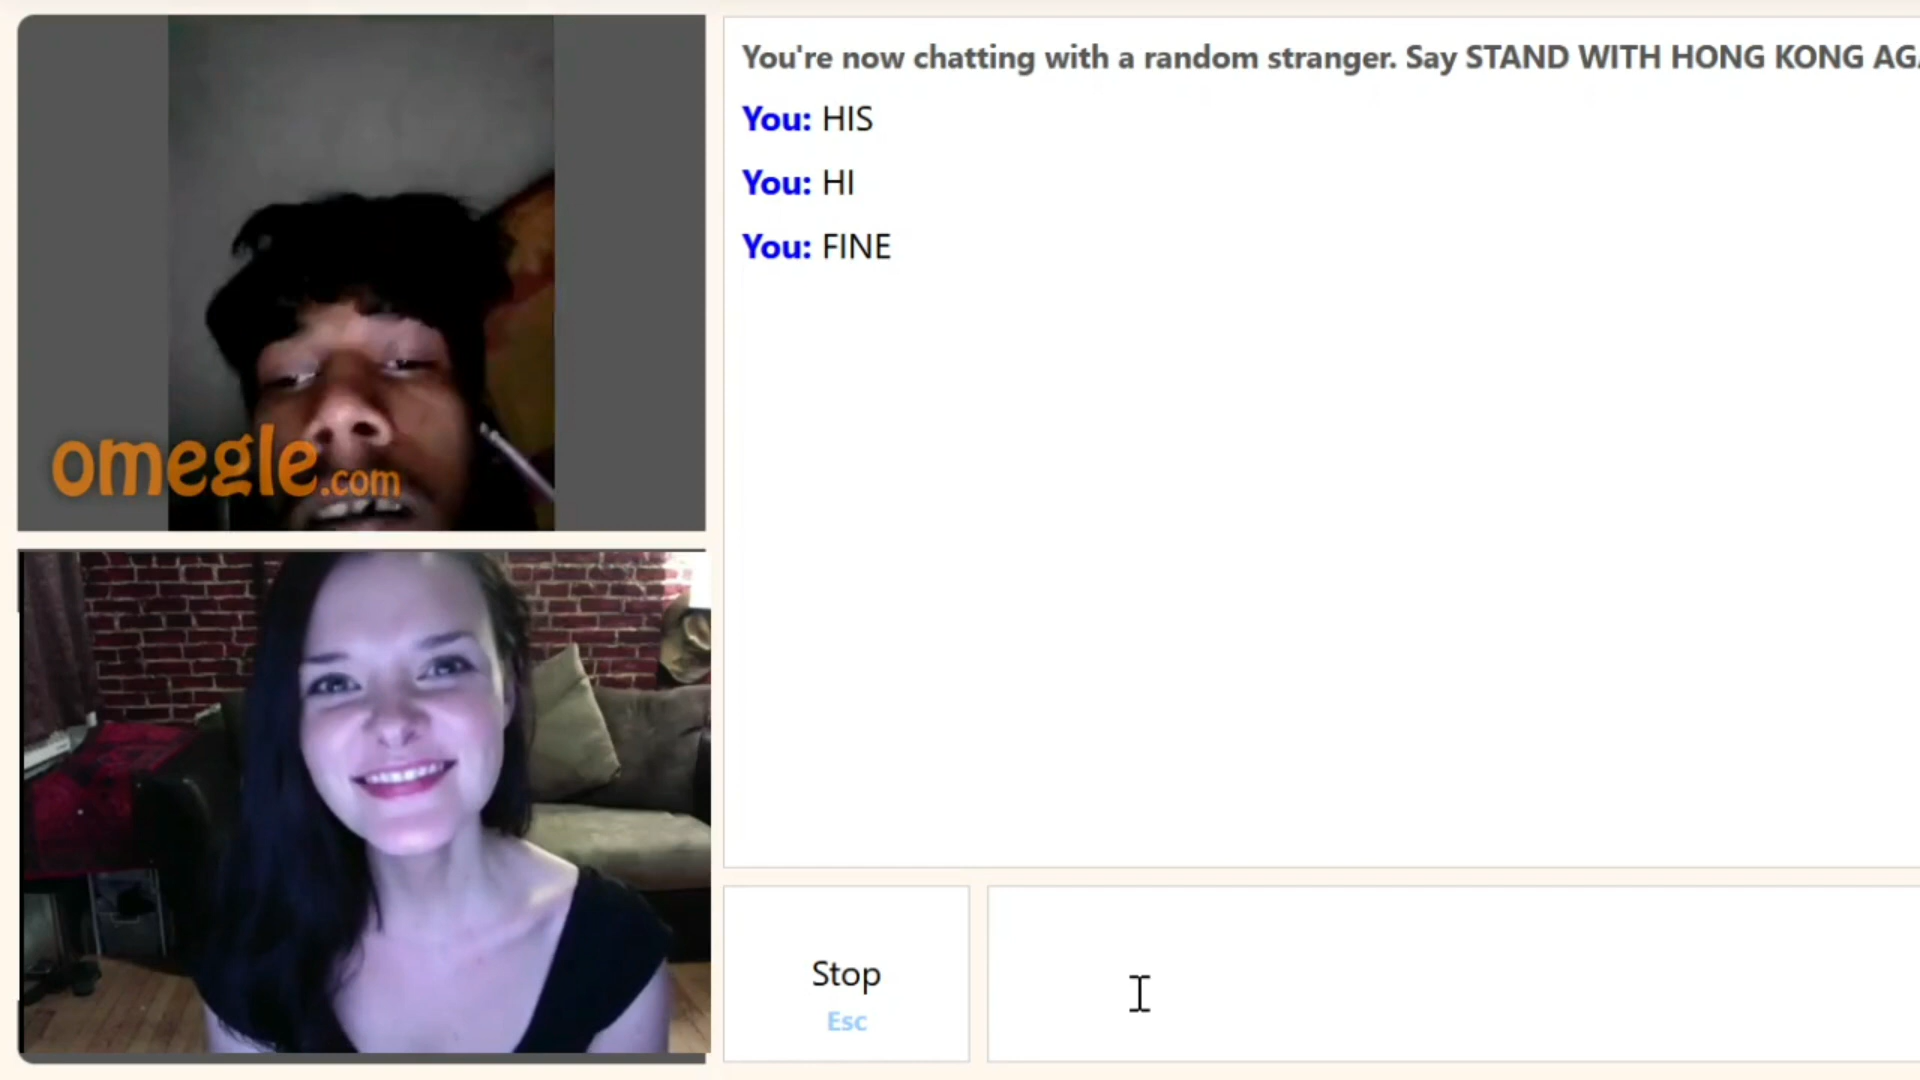 You're now chatting with a random stranger. Say STAND WITH HONG KONG AG
You: HIS
You: HI
You: FINE
omegle.com
Stop
Esc